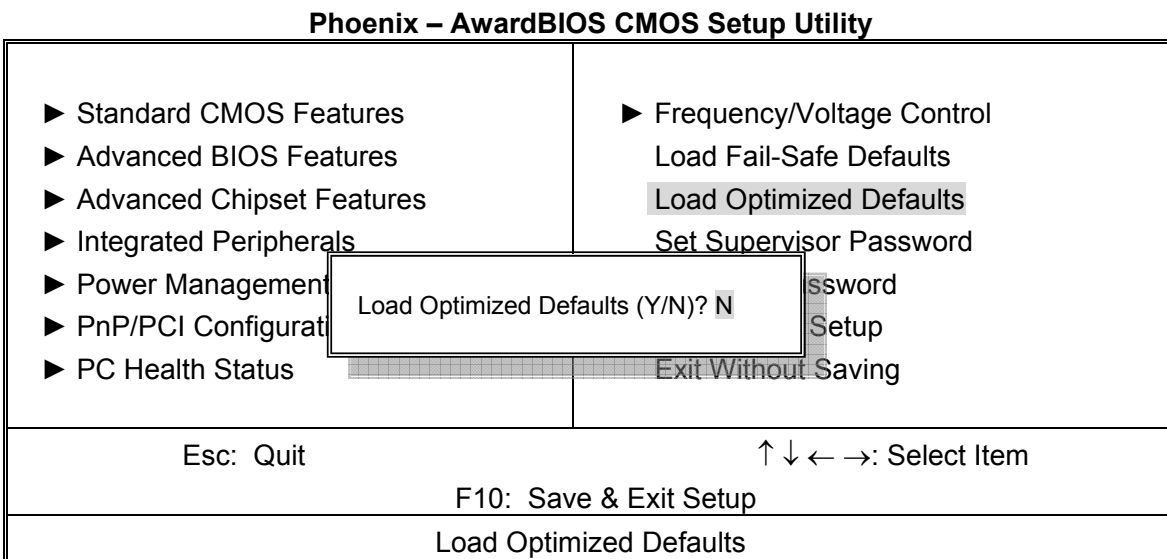 Phoenix – AwardBIOS CMOS Setup Utility
► Standard CMOS Features
► Advanced BIOS Features
► Advanced Chipset Features
► Integrated Peripherals
► Power Management
► PnP/PCI Configurati
► PC Health Status
► Frequency/Voltage Control
Load Fail-Safe Defaults
Load Optimized Defaults
Set Supervisor Password
ssword
Setup
Exit Without Saving
Load Optimized Defaults (Y/N)? N
Esc: Quit
↑ ↓ ← →: Select Item
F10: Save & Exit Setup
Load Optimized Defaults